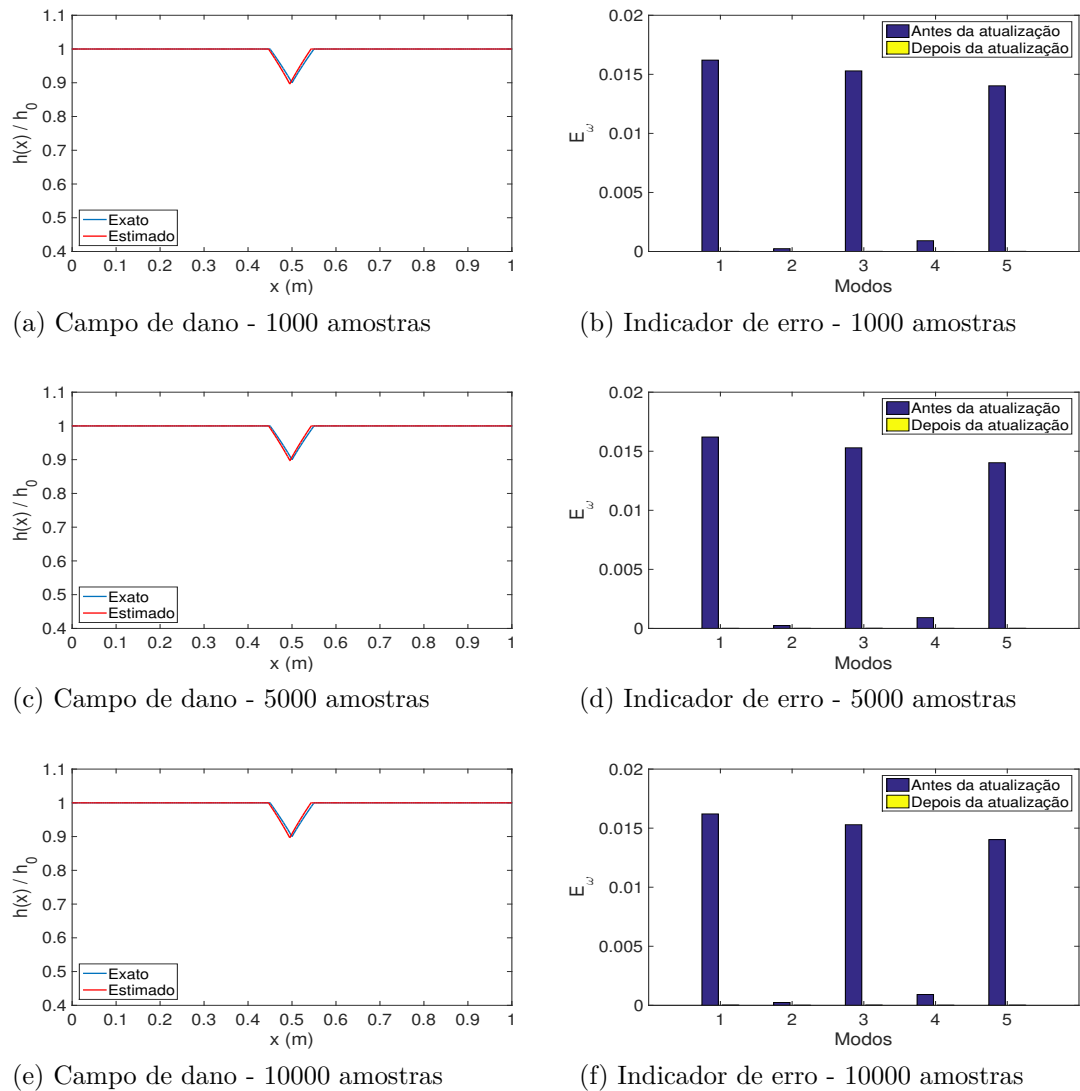 1.1
1
0.9
0.8
0.7
0.6
0.5
0.4
h(x) / h₀
Exato
Estimado
0 0.1 0.2 0.3 0.4 0.5 0.6 0.7 0.8 0.9 1
x (m)
0.02
0.015
0.01
0.005
0
E_ω
Antes da atualização
Depois da atualização
1 2 3 4 5
Modos
(a) Campo de dano - 1000 amostras
(b) Indicador de erro - 1000 amostras
1.1
1
0.9
0.8
0.7
0.6
0.5
0.4
h(x) / h₀
Exato
Estimado
0 0.1 0.2 0.3 0.4 0.5 0.6 0.7 0.8 0.9 1
x (m)
0.02
0.015
0.01
0.005
0
E_ω
Antes da atualização
Depois da atualização
1 2 3 4 5
Modos
(c) Campo de dano - 5000 amostras
(d) Indicador de erro - 5000 amostras
1.1
1
0.9
0.8
0.7
0.6
0.5
0.4
h(x) / h₀
Exato
Estimado
0 0.1 0.2 0.3 0.4 0.5 0.6 0.7 0.8 0.9 1
x (m)
0.02
0.015
0.01
0.005
0
E_ω
Antes da atualização
Depois da atualização
1 2 3 4 5
Modos
(e) Campo de dano - 10000 amostras
(f) Indicador de erro - 10000 amostras